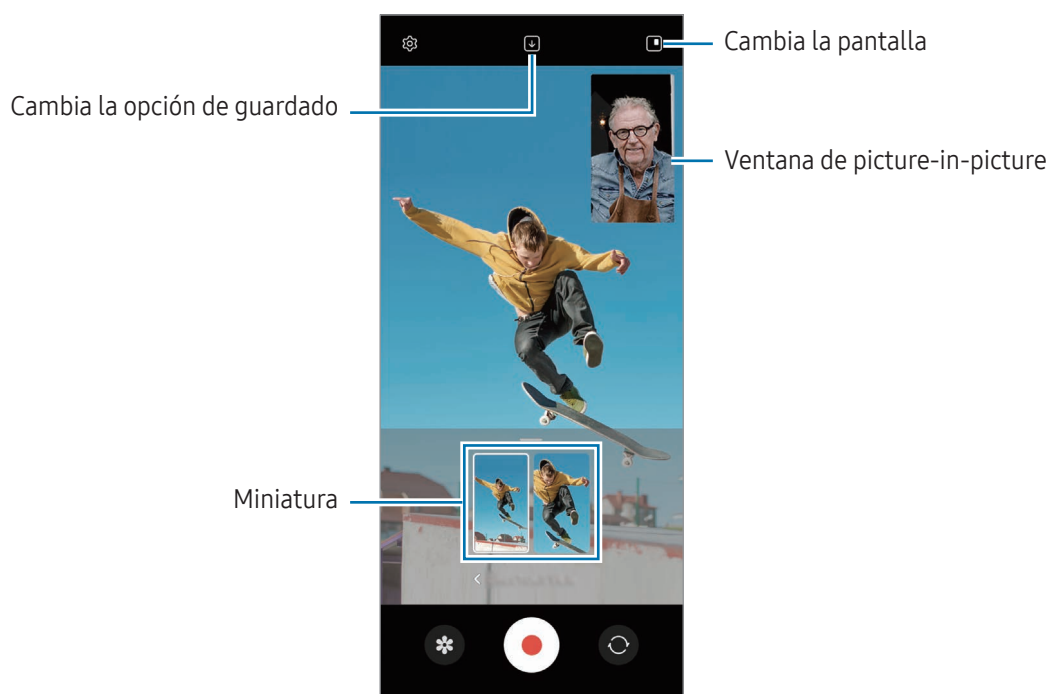 Cambia la pantalla
Cambia la opción de guardado
Ventana de picture-in-picture
Miniatura